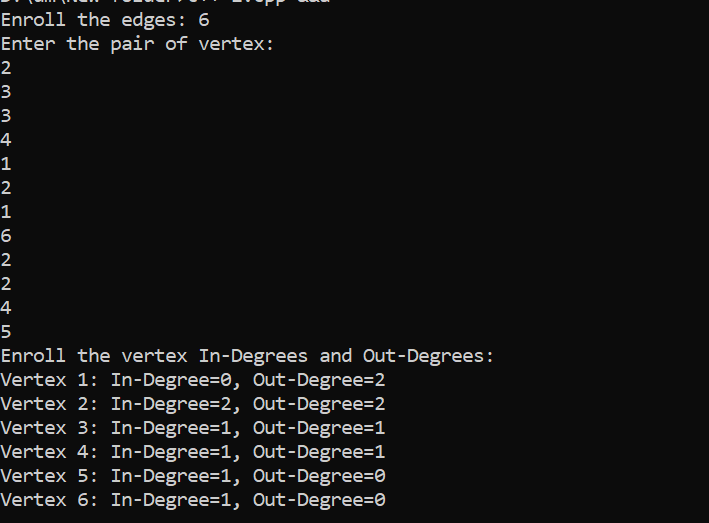 Enroll the edges: 6
Enter the pair of vertex:
2
3
3
4
1
2
1
6
2
2
4
5
Enroll the vertex In-Degrees and Out-Degrees:
Vertex 1: In-Degree=0, Out-Degree=2
Vertex 2: In-Degree=2, Out-Degree=2
Vertex 3: In-Degree=1, Out-Degree=1
Vertex 4: In-Degree=1, Out-Degree=1
Vertex 5: In-Degree=1, Out-Degree=0
Vertex 6: In-Degree=1, Out-Degree=0